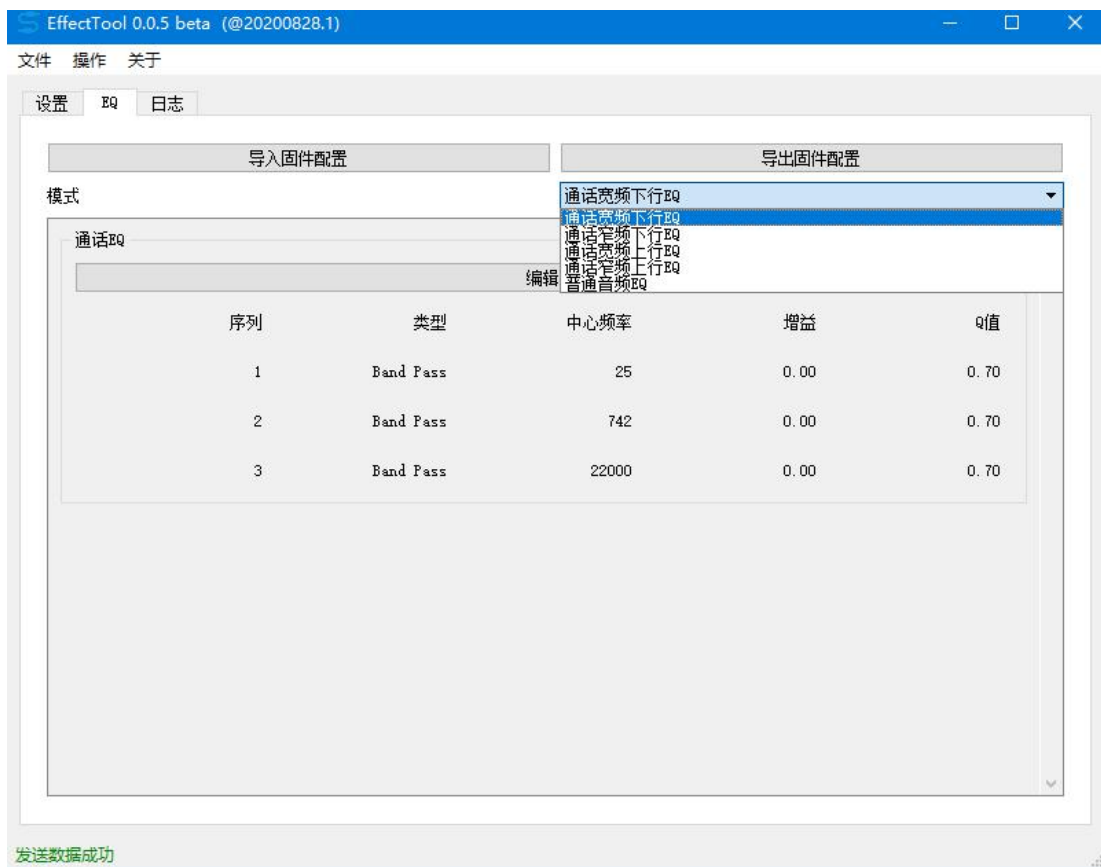 EffectTool 0.0.5 beta (@20200828.1)
文件 操作 关于
设置 EQ 日志
导入固件配置 导出固件配置
模式 通话宽频下行EQ
通话宽频下行EQ
通话窄频下行EQ
通话宽频上行EQ
通话窄频上行EQ
普通音频EQ
通话EQ
编辑
序列 类型 中心频率 增益 Q值
1 Band Pass 25 0.00 0.70
2 Band Pass 742 0.00 0.70
3 Band Pass 22000 0.00 0.70
发送数据成功